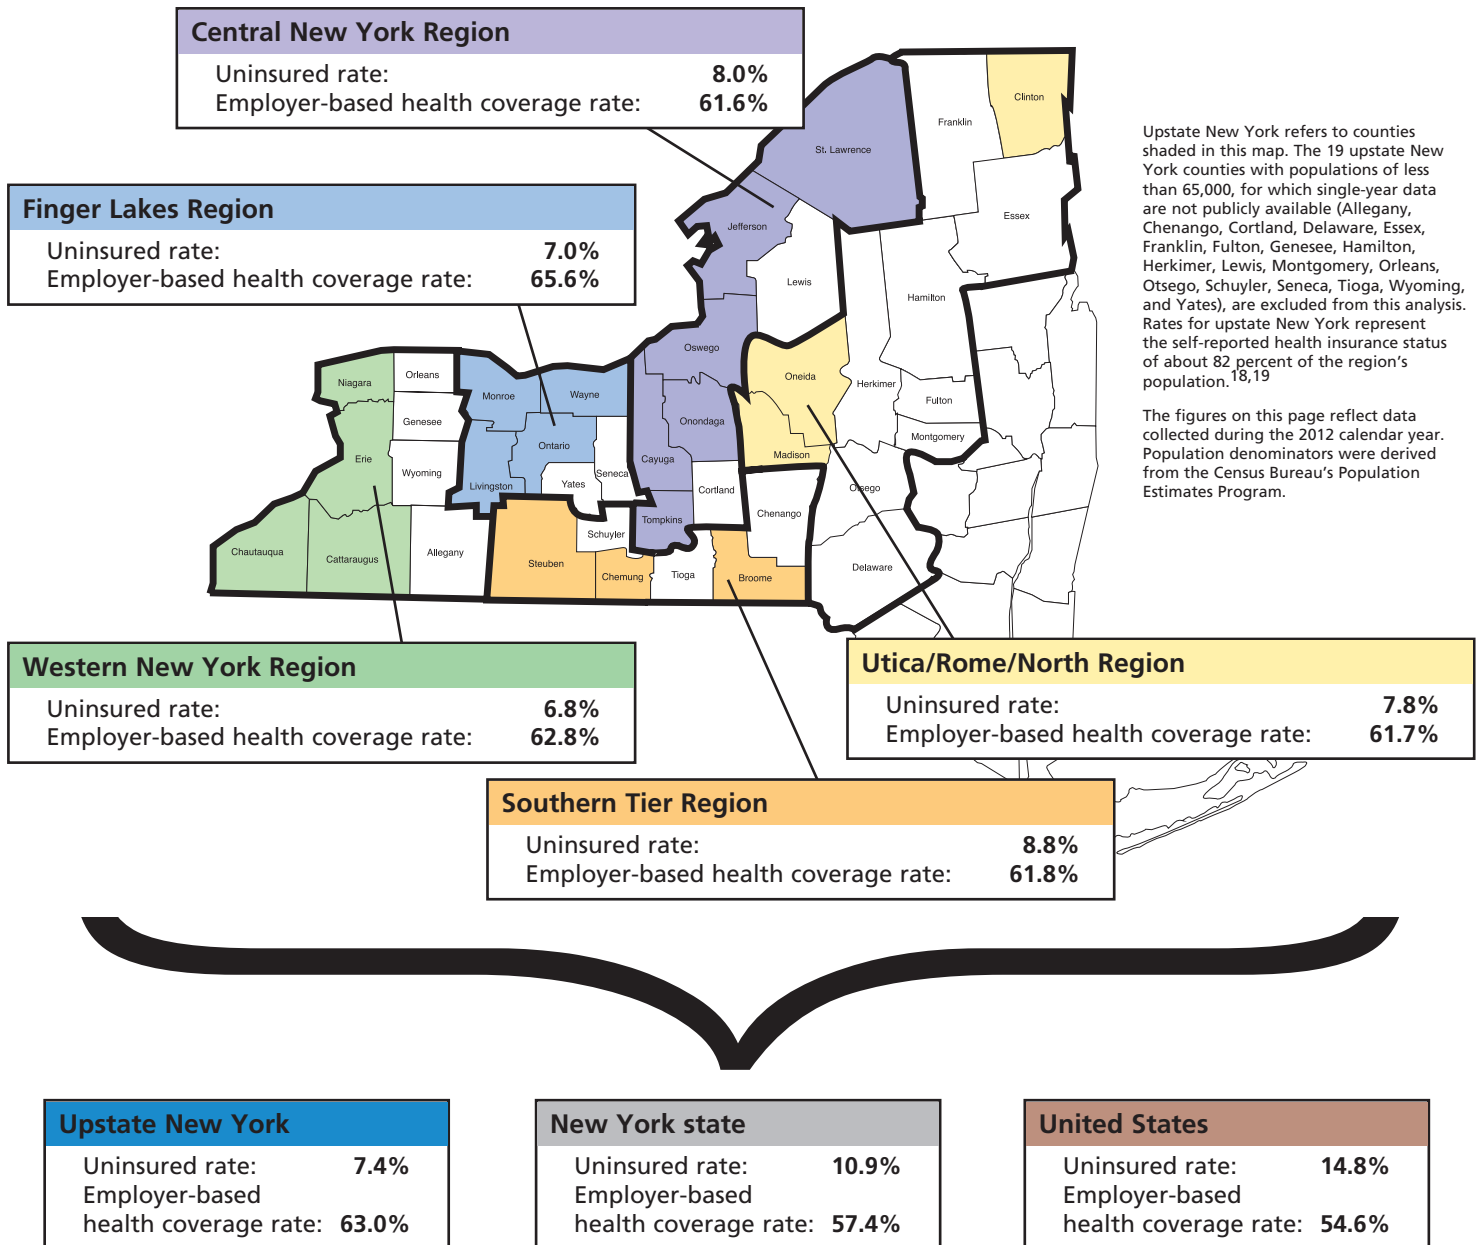 Central New York Region
Uninsured rate: 8.0%
Employer-based health coverage rate: 61.6%
Finger Lakes Region
Uninsured rate: 7.0%
Employer-based health coverage rate: 65.6%
Upstate New York refers to counties
shaded in this map. The 19 upstate New
York counties with populations of less
than 65,000, for which single-year data
are not publicly available (Allegany,
Chenango, Cortland, Delaware, Essex,
Franklin, Fulton, Genesee, Hamilton,
Herkimer, Lewis, Montgomery, Orleans,
Otsego, Schuyler, Seneca, Tioga, Wyoming,
and Yates), are excluded from this analysis.
Rates for upstate New York represent
the self-reported health insurance status
of about 82 percent of the region's
population.18,19
The figures on this page reflect data
collected during the 2012 calendar year.
Population denominators were derived
from the Census Bureau's Population
Estimates Program.
Clinton
Franklin
St. Lawrence
Essex
Jefferson
Lewis
Hamilton
Oswego
Oneida
Herkimer
Fulton
Montgomery
Niagara
Orleans
Monroe
Wayne
Genesee
Onondaga
Ontario
Erie
Cayuga
Madison
Wyoming
Seneca
Livingston
Yates
Cortland
Otsego
Chenango
Tompkins
Schuyler
Chautauqua
Cattaraugus
Allegany
Steuben
Chemung
Tioga
Broome
Delaware
Western New York Region
Uninsured rate: 6.8%
Employer-based health coverage rate: 62.8%
Utica/Rome/North Region
Uninsured rate: 7.8%
Employer-based health coverage rate: 61.7%
Southern Tier Region
Uninsured rate: 8.8%
Employer-based health coverage rate: 61.8%
Upstate New York
Uninsured rate: 7.4%
Employer-based
health coverage rate: 63.0%
New York state
Uninsured rate: 10.9%
Employer-based
health coverage rate: 57.4%
United States
Uninsured rate: 14.8%
Employer-based
health coverage rate: 54.6%